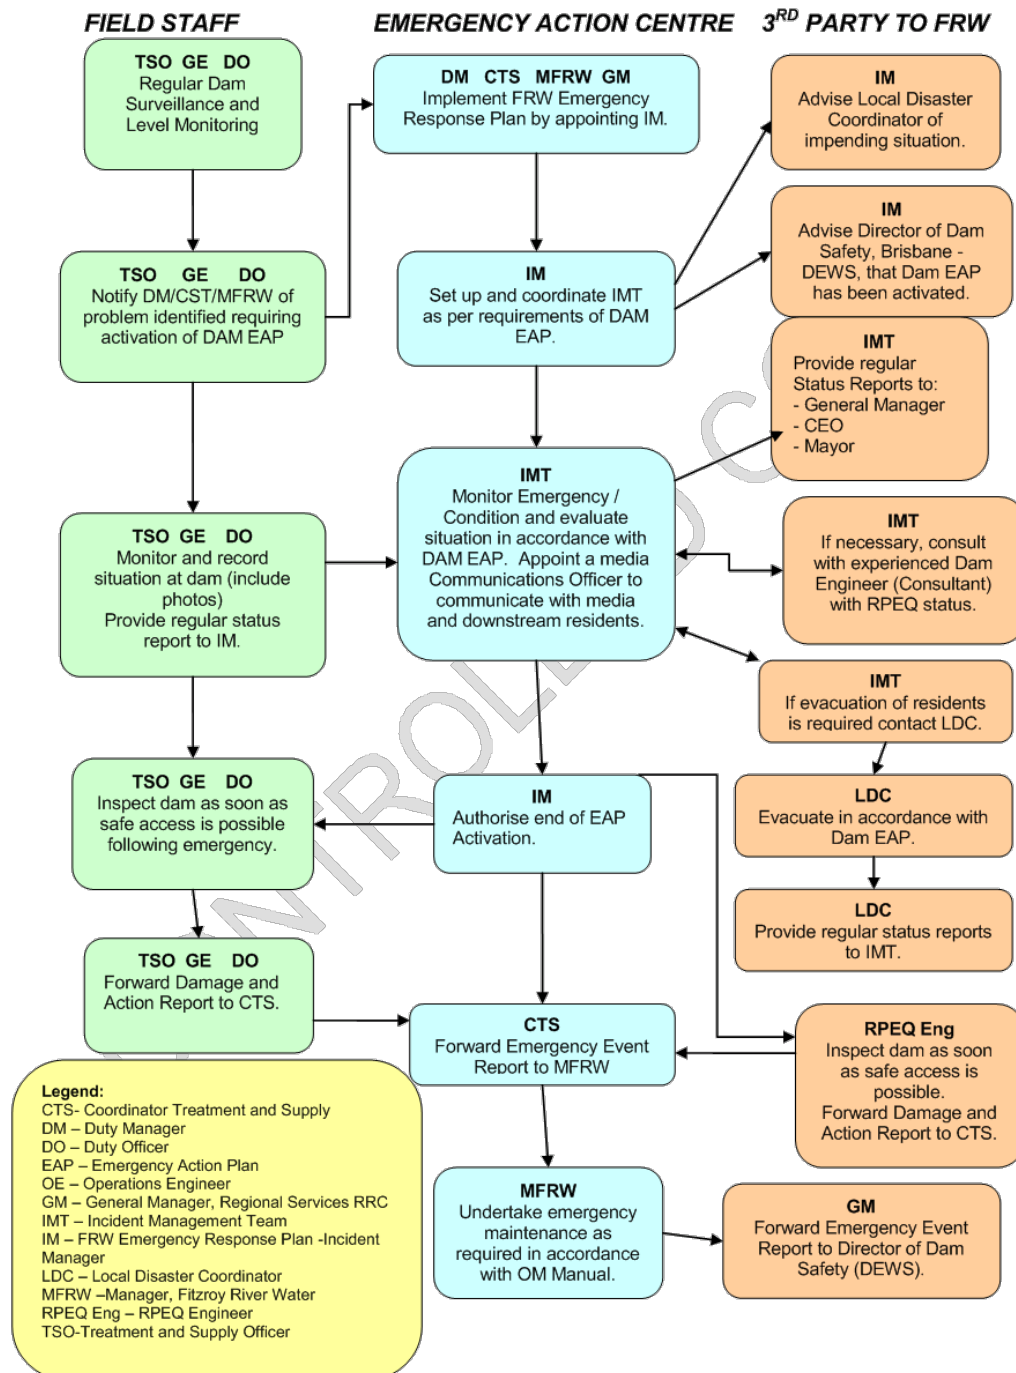 FIELD STAFF
EMERGENCY ACTION CENTRE
3RD PARTY TO FRW
TSO GE DO
Regular Dam
Surveillance and
Level Monitoring
DM CTS MFRW GM
Implement FRW Emergency
Response Plan by appointing IM.
IM
Advise Local Disaster
Coordinator of
impending situation.
TSO GE DO
Notify DM/CST/MFRW of
problem identified requiring
activation of DAM EAP
IM
Set up and coordinate IMT
as per requirements of DAM
EAP.
IM
Advise Director of Dam
Safety, Brisbane -
DEWS, that Dam EAP
has been activated.
IMT
Provide regular
Status Reports to:
- General Manager
- CEO
- Mayor
TSO GE DO
Monitor and record
situation at dam (include
photos)
Provide regular status
report to IM.
IMT
Monitor Emergency /
Condition and evaluate
situation in accordance with
DAM EAP. Appoint a media
Communications Officer to
communicate with media
and downstream residents.
IMT
If necessary, consult
with experienced Dam
Engineer (Consultant)
with RPEQ status.
IMT
If evacuation of residents
is required contact LDC.
TSO GE DO
Inspect dam as soon as
safe access is possible
following emergency.
IM
Authorise end of EAP
Activation.
LDC
Evacuate in accordance with
Dam EAP.
LDC
Provide regular status reports
to IMT.
TSO GE DO
Forward Damage and
Action Report to CTS.
CTS
Forward Emergency Event
Report to MFRW
RPEQ Eng
Inspect dam as soon
as safe access is
possible.
Forward Damage and
Action Report to CTS.
MFRW
Undertake emergency
maintenance as
required in accordance
with OM Manual.
GM
Forward Emergency Event
Report to Director of Dam
Safety (DEWS).
Legend:
CTS- Coordinator Treatment and Supply
DM – Duty Manager
DO – Duty Officer
EAP – Emergency Action Plan
OE – Operations Engineer
GM – General Manager, Regional Services RRC
IMT – Incident Management Team
IM – FRW Emergency Response Plan -Incident
Manager
LDC – Local Disaster Coordinator
MFRW –Manager, Fitzroy River Water
RPEQ Eng – RPEQ Engineer
TSO-Treatment and Supply Officer